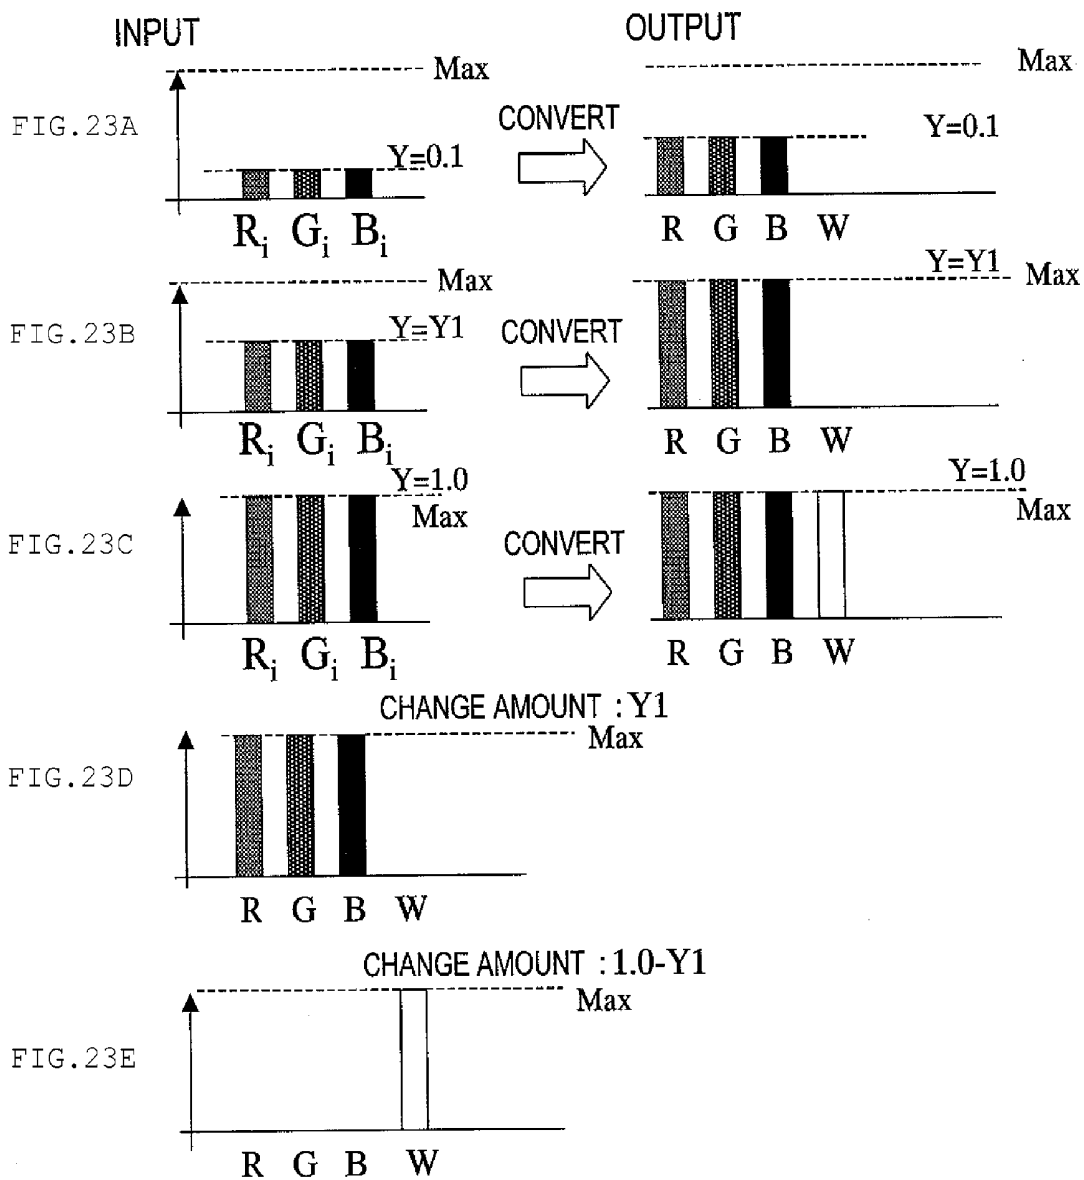 INPUT OUTPUT
Max Max
FIG.23A CONVERT
Y=0.1 Y=0.1
Ri Gi Bi R G B W
Max Y=Y1 Max
FIG.23B Y=Y1 CONVERT
Ri Gi Bi R G B W
Y=1.0 Y=1.0
Max Max
FIG.23C CONVERT
Ri Gi Bi R G B W
CHANGE AMOUNT : Y1
Max
FIG.23D
R G B W
CHANGE AMOUNT : 1.0-Y1
Max
FIG.23E
R G B W